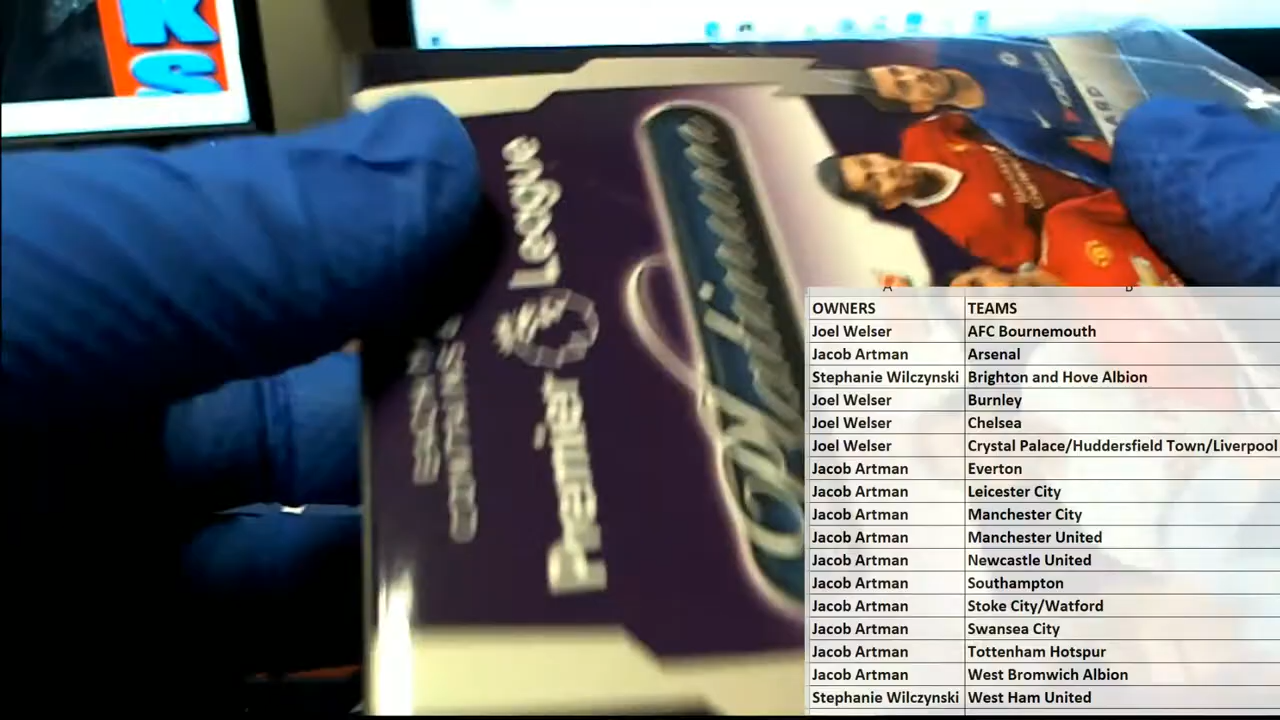 KS
Premier League
Platinum
A B
OWNERS TEAMS
Joel Welser AFC Bournemouth
Jacob Artman Arsenal
Stephanie Wilczynski Brighton and Hove Albion
Joel Welser Burnley
Joel Welser Chelsea
Joel Welser Crystal Palace/Huddersfield Town/Liverpool
Jacob Artman Everton
Jacob Artman Leicester City
Jacob Artman Manchester City
Jacob Artman Manchester United
Jacob Artman Newcastle United
Jacob Artman Southampton
Jacob Artman Stoke City/Watford
Jacob Artman Swansea City
Jacob Artman Tottenham Hotspur
Jacob Artman West Bromwich Albion
Stephanie Wilczynski West Ham United